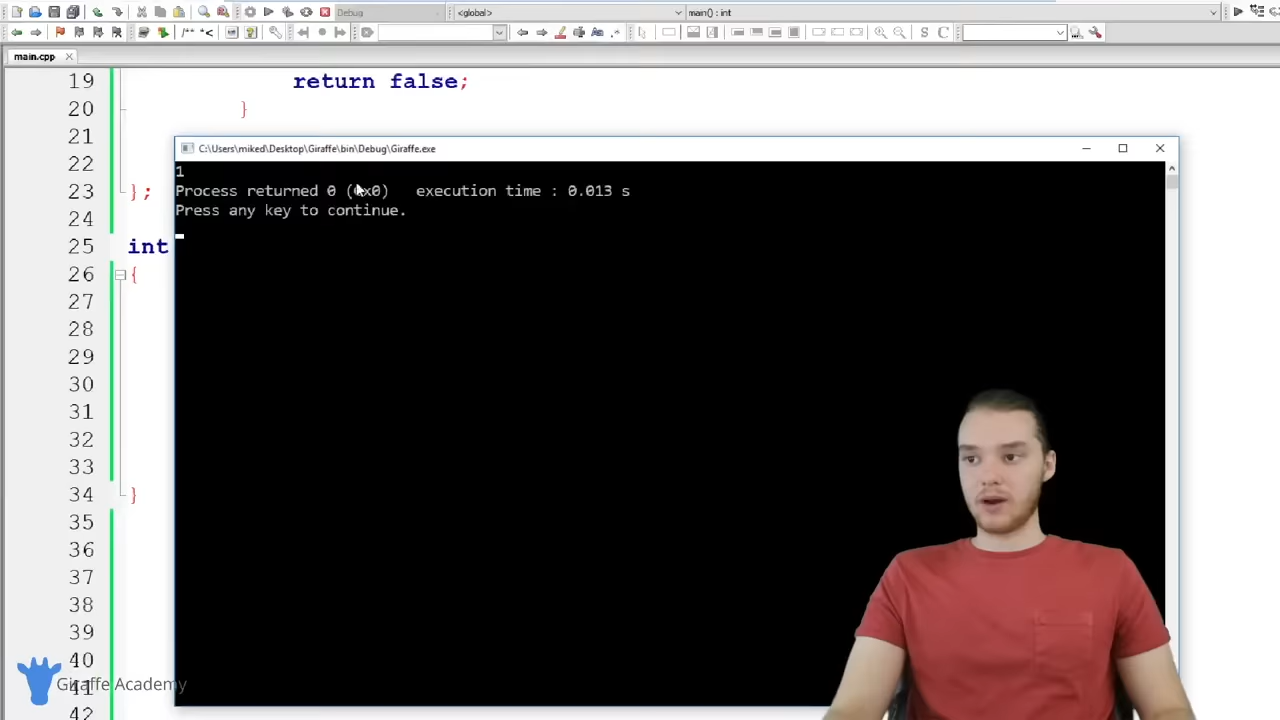 Debug
<global>
main() : int
S C
main.cpp
19 return false;
20 }
21
22
23 };
24
25 int
26 {
27
28
29
30
31
32
33
34 }
35
36
37
38
39
40
41
42
C:\Users\miked\Desktop\Giraffe\bin\Debug\Giraffe.exe
1
Process returned 0 (0x0)   execution time : 0.013 s
Press any key to continue.
Giraffe Academy